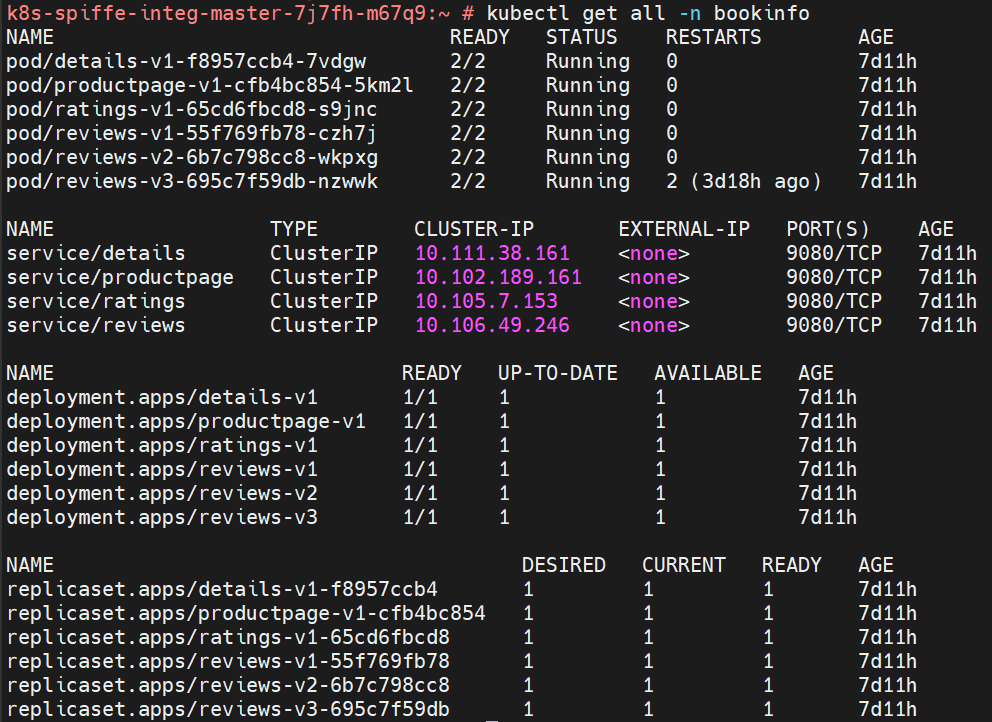 k8s-spiffe-integ-master-7j7fh-m67q9:~ # kubectl get all -n bookinfo
NAME READY STATUS RESTARTS AGE
pod/details-v1-f8957ccb4-7vdgw 2/2 Running 0 7d11h
pod/productpage-v1-cfb4bc854-5km2l 2/2 Running 0 7d11h
pod/ratings-v1-65cd6fbcd8-s9jnc 2/2 Running 0 7d11h
pod/reviews-v1-55f769fb78-czh7j 2/2 Running 0 7d11h
pod/reviews-v2-6b7c798cc8-wkpxg 2/2 Running 0 7d11h
pod/reviews-v3-695c7f59db-nzwwk 2/2 Running 2 (3d18h ago) 7d11h
NAME TYPE CLUSTER-IP EXTERNAL-IP PORT(S) AGE
service/details ClusterIP 10.111.38.161 <none> 9080/TCP 7d11h
service/productpage ClusterIP 10.102.189.161 <none> 9080/TCP 7d11h
service/ratings ClusterIP 10.105.7.153 <none> 9080/TCP 7d11h
service/reviews ClusterIP 10.106.49.246 <none> 9080/TCP 7d11h
NAME READY UP-TO-DATE AVAILABLE AGE
deployment.apps/details-v1 1/1 1 1 7d11h
deployment.apps/productpage-v1 1/1 1 1 7d11h
deployment.apps/ratings-v1 1/1 1 1 7d11h
deployment.apps/reviews-v1 1/1 1 1 7d11h
deployment.apps/reviews-v2 1/1 1 1 7d11h
deployment.apps/reviews-v3 1/1 1 1 7d11h
NAME DESIRED CURRENT READY AGE
replicaset.apps/details-v1-f8957ccb4 1 1 1 7d11h
replicaset.apps/productpage-v1-cfb4bc854 1 1 1 7d11h
replicaset.apps/ratings-v1-65cd6fbcd8 1 1 1 7d11h
replicaset.apps/reviews-v1-55f769fb78 1 1 1 7d11h
replicaset.apps/reviews-v2-6b7c798cc8 1 1 1 7d11h
replicaset.apps/reviews-v3-695c7f59db 1 1 1 7d11h